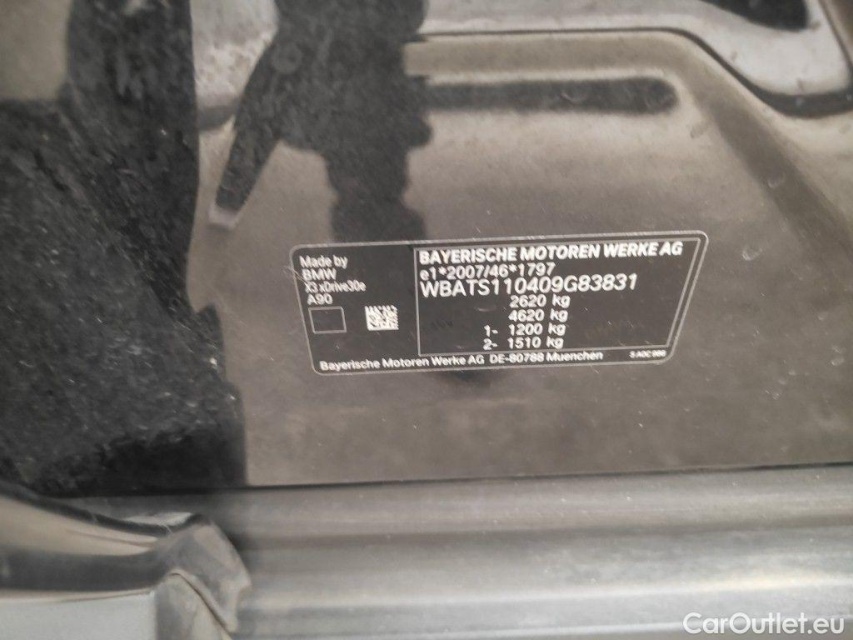 Made by
BMW
X3 xDrive30e
A90
BAYERISCHE MOTOREN WERKE AG
e1*2007/46*1797
WBATS110409G83831
2620 kg
4620 kg
1- 1200 kg
2- 1510 kg
Bayerische Motoren Werke AG DE-80788 Muenchen
CarOutlet.eu